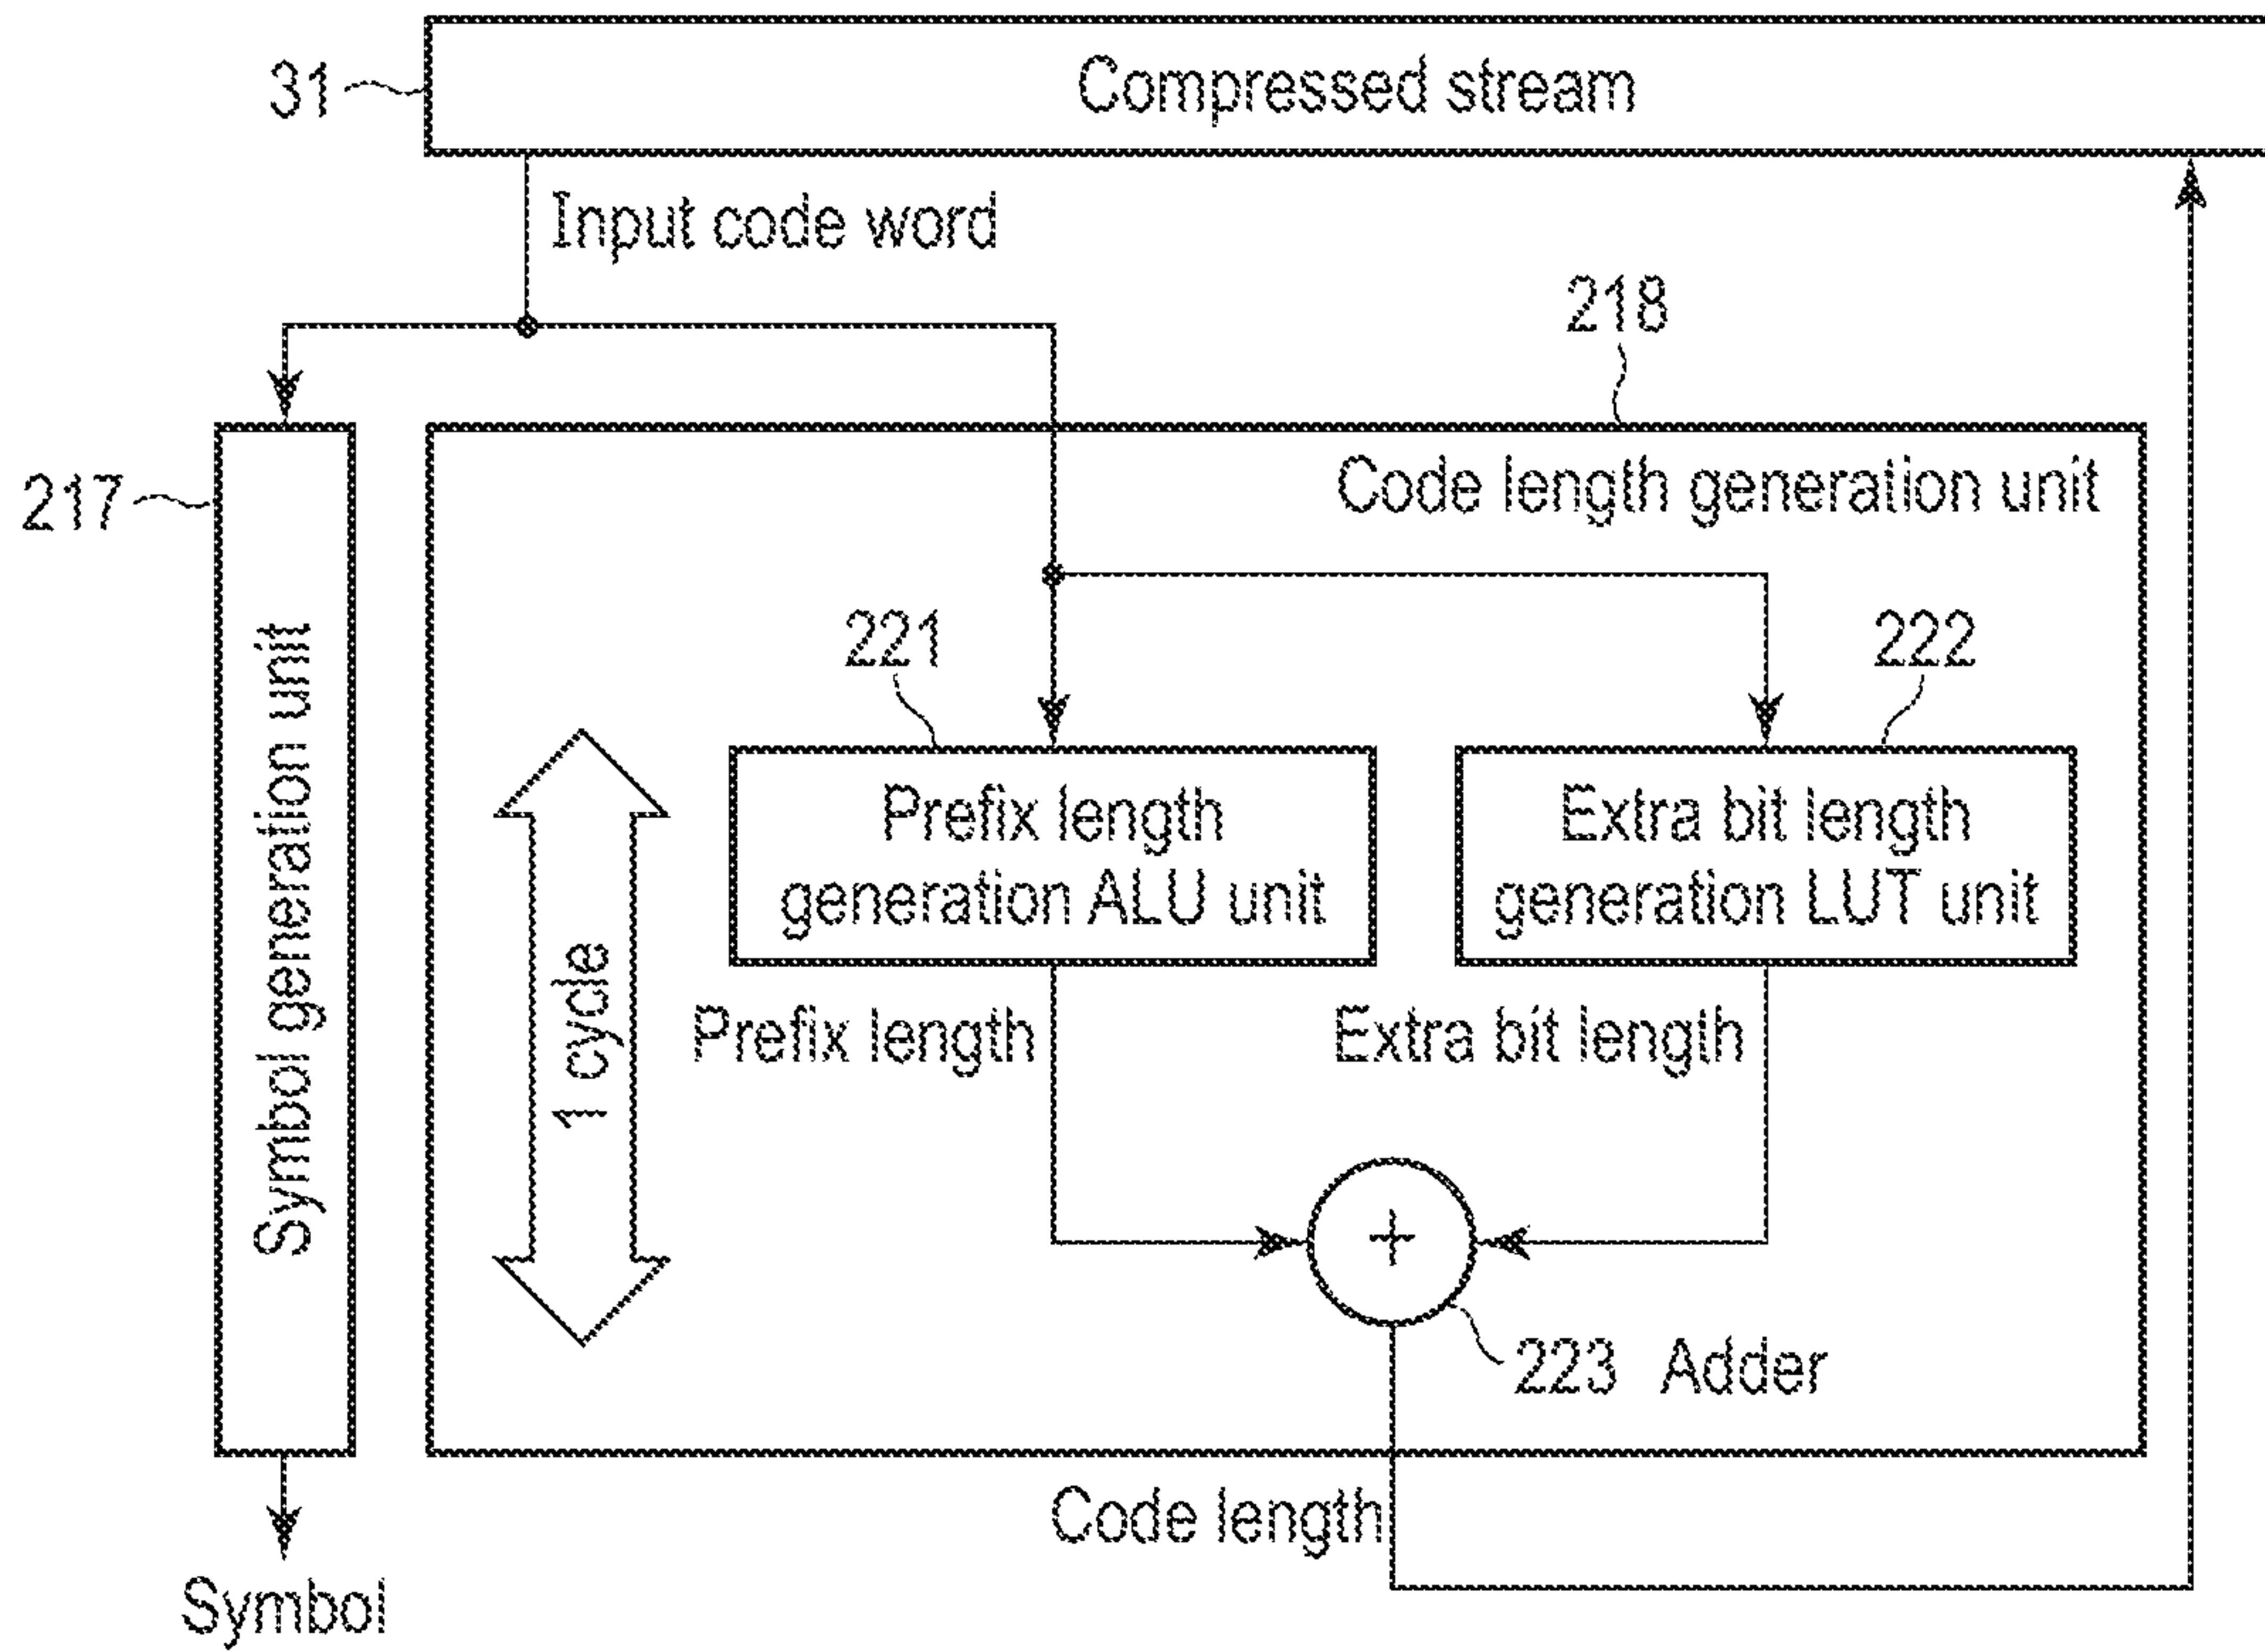 31
Compressed stream
Input code word
218
217
Code length generation unit
Symbol generation unit
221
222
Prefix length
generation ALU unit
Extra bit length
generation LUT unit
1 cycle
Prefix length
Extra bit length
+
223 Adder
Code length
Symbol